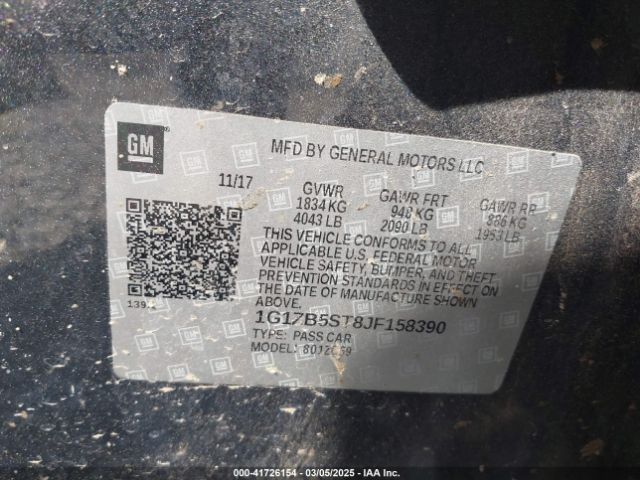 GM
MFD BY GENERAL MOTORS LLC
11/17
GVWR
1834 KG
4043 LB
GAWR FRT
948 KG
2090 LB
GAWR RR
886 KG
1953 LB
THIS VEHICLE CONFORMS TO ALL
APPLICABLE U.S. FEDERAL MOTOR
VEHICLE SAFETY, BUMPER, AND THEFT
PREVENTION STANDARDS IN EFFECT ON
THE DATE OF MANUFACTURE SHOWN
ABOVE.
1G1ZB5ST8JF158390
TYPE: PASS CAR
MODEL:
000-41726154 — 03/05/2025 — IAA Inc.